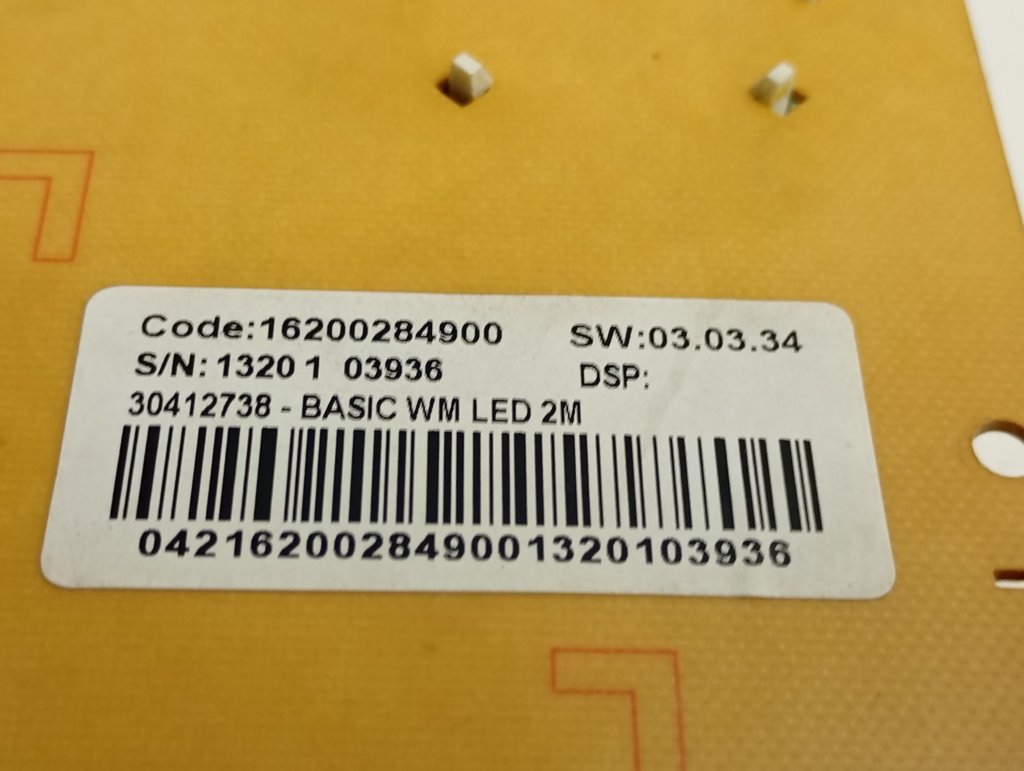 Code:16200284900 SW:03.03.34
S/N: 1320 1 03936 DSP:
30412738 - BASIC WM LED 2M
042162002849001320103936